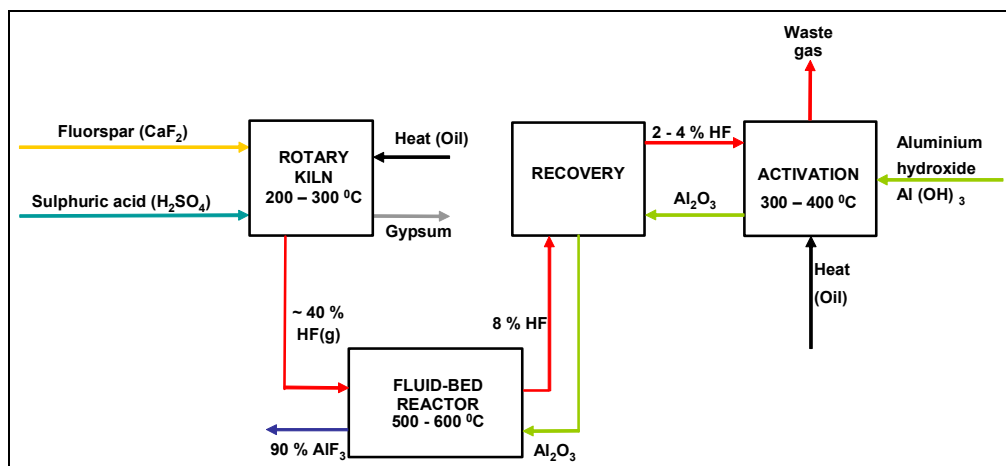 Waste
gas
Fluorspar (CaF₂)
Sulphuric acid (H₂SO₄)
ROTARY
KILN
200 – 300 ⁰C
Heat (Oil)
Gypsum
RECOVERY
2 - 4 % HF
Al₂O₃
ACTIVATION
300 – 400 ⁰C
Aluminium
hydroxide
Al (OH) ₃
Heat
(Oil)
~ 40 %
HF(g)
8 % HF
FLUID-BED
REACTOR
500 - 600 ⁰C
90 % AlF₃
Al₂O₃